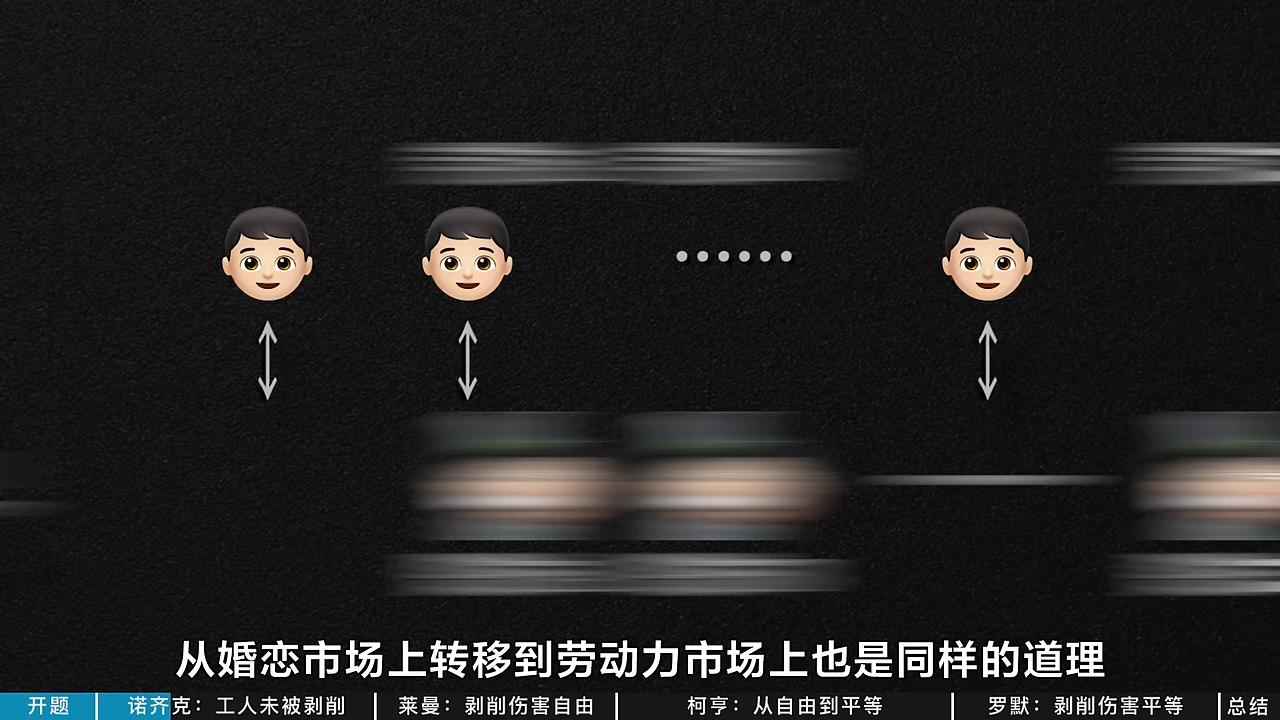 从婚恋市场上转移到劳动力市场上也是同样的道理
开题 诺齐克：工人未被剥削 莱曼：剥削伤害自由 柯亨：从自由到平等 罗默：剥削伤害平等 总结